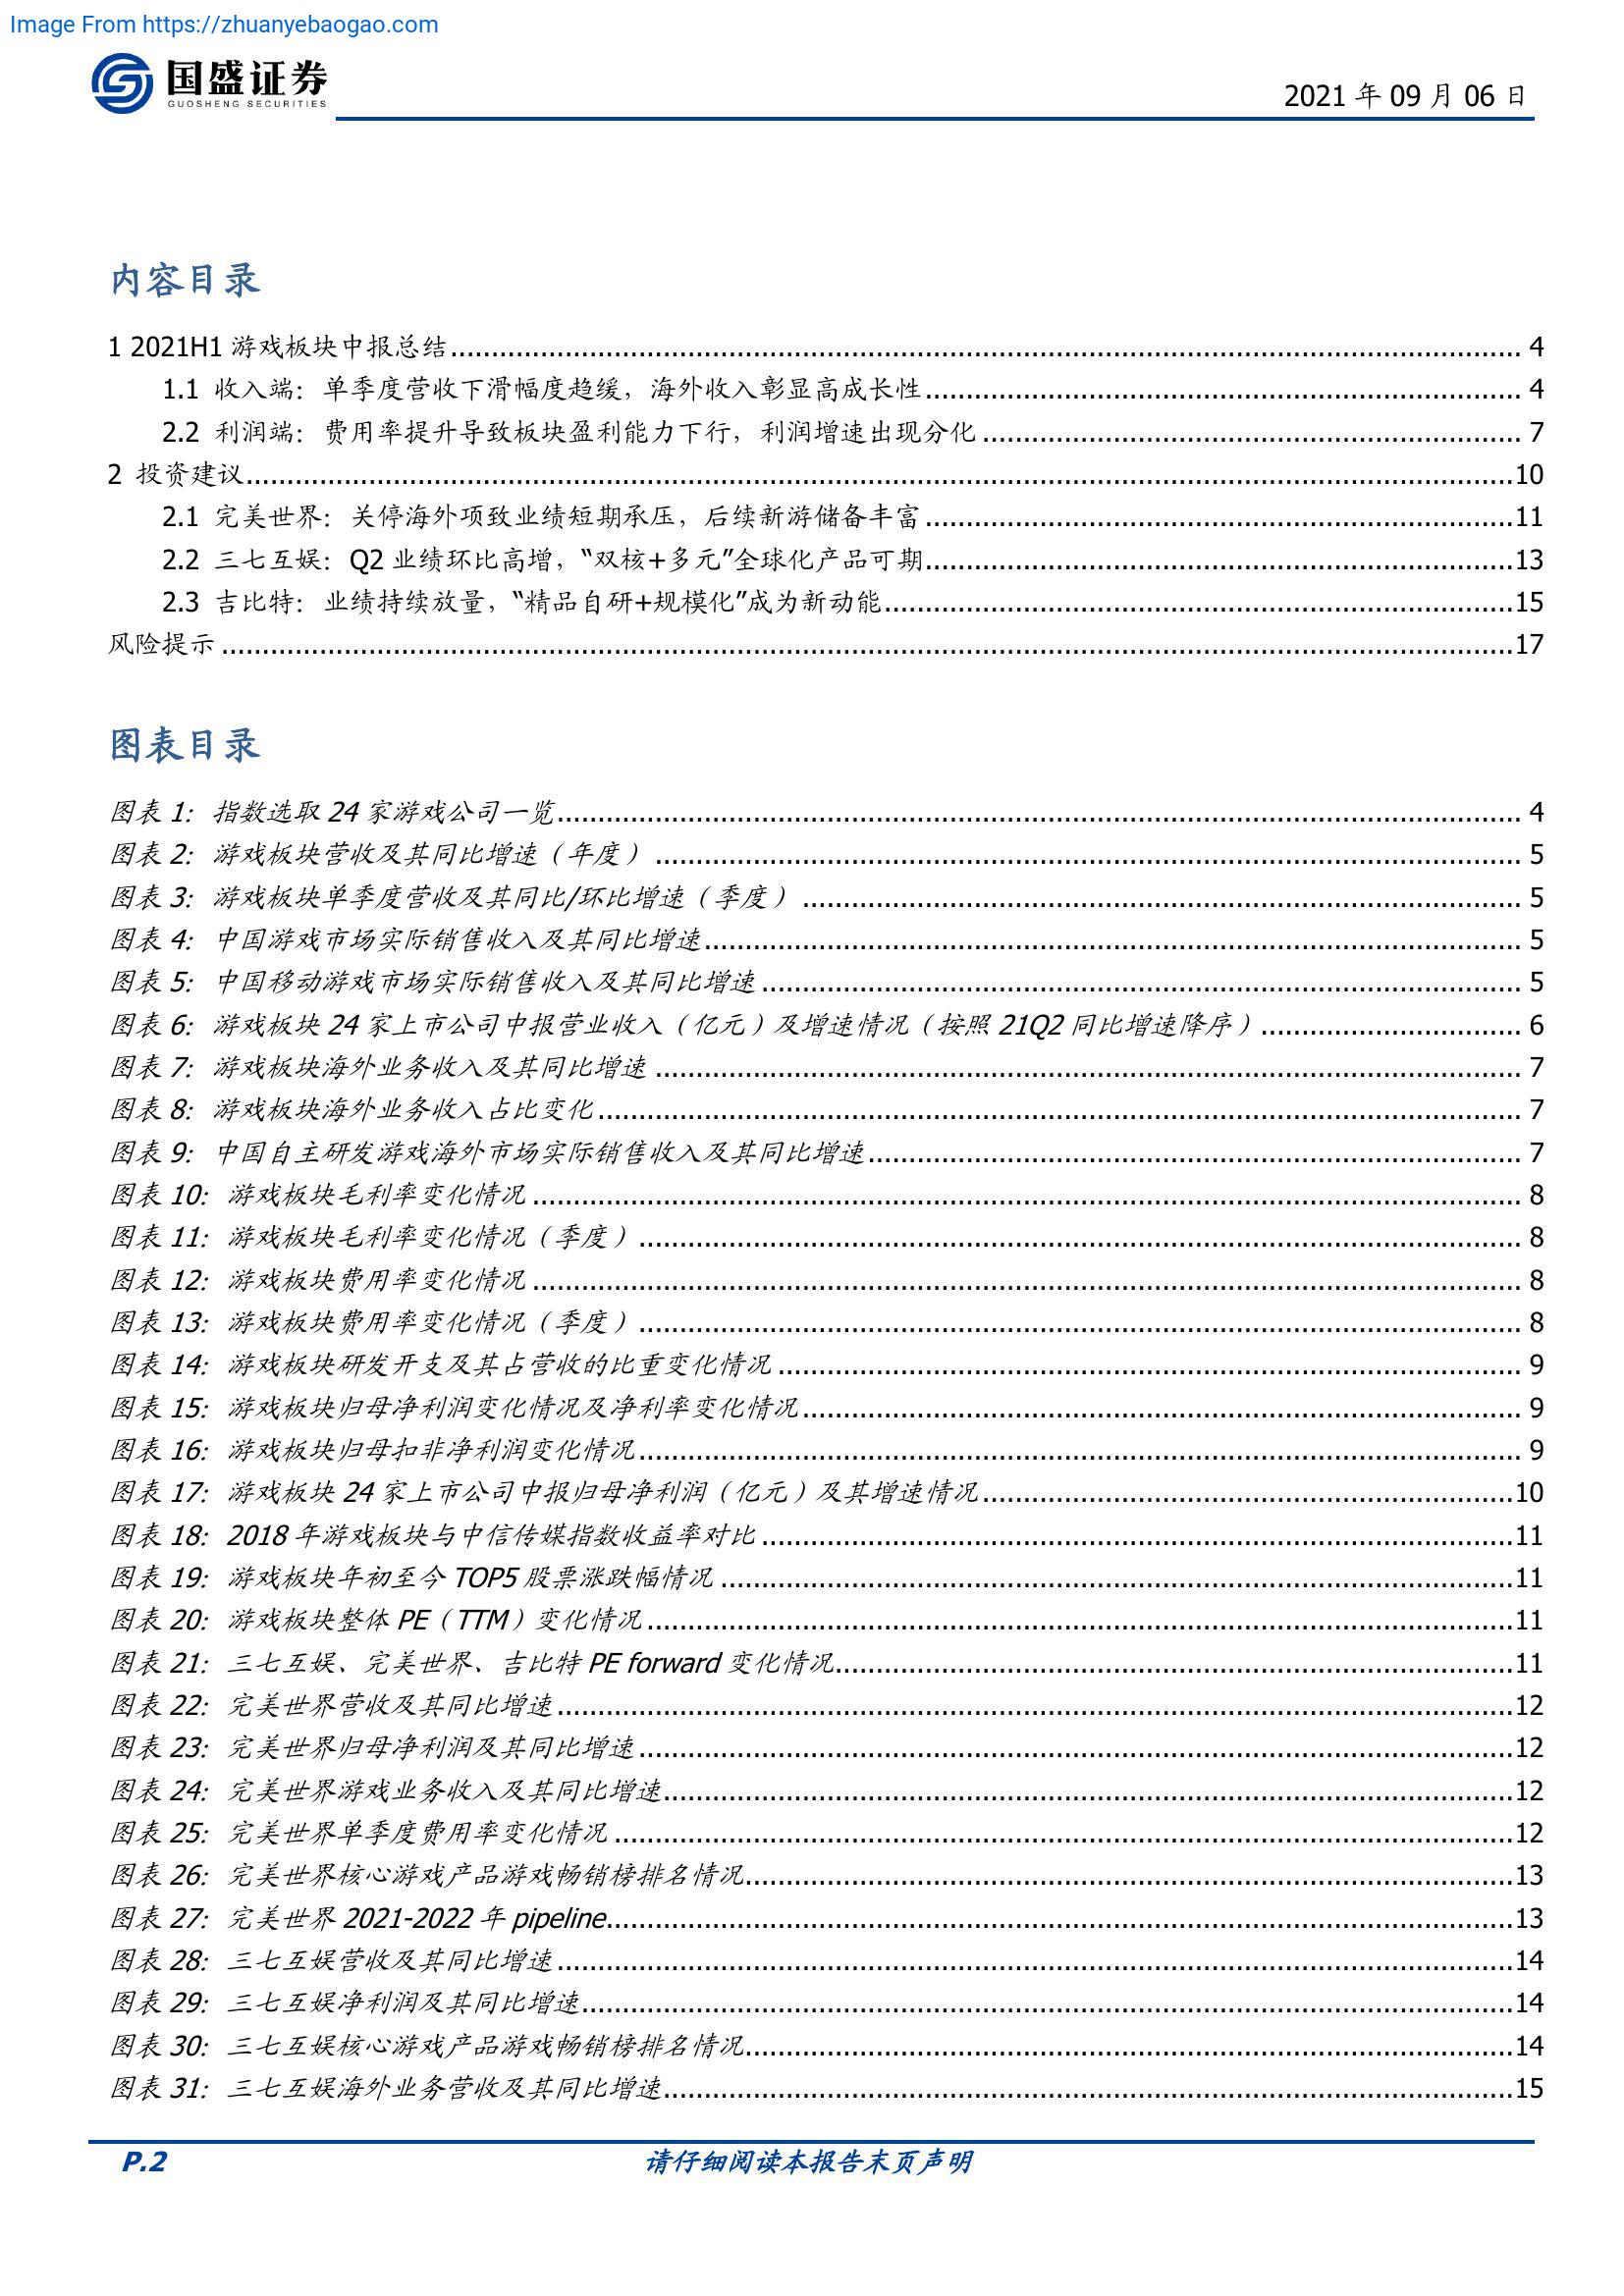 Image From https://zhuanyebaogao.com
国盛证券
GUOSHENG SECURITIES
2021 年 09 月 06 日
内容目录
1 2021H1 游戏板块中报总结 4
1.1 收入端：单季度营收下滑幅度趋缓，海外收入彰显高成长性 4
2.2 利润端：费用率提升导致板块盈利能力下行，利润增速出现分化 7
2 投资建议 10
2.1 完美世界：关停海外项致业绩短期承压，后续新游储备丰富 11
2.2 三七互娱：Q2 业绩环比高增，“双核+多元”全球化产品可期 13
2.3 吉比特：业绩持续放量，“精品自研+规模化”成为新动能 15
风险提示 17
图表目录
图表 1：指数选取 24 家游戏公司一览 4
图表 2：游戏板块营收及其同比增速（年度） 5
图表 3：游戏板块单季度营收及其同比/环比增速（季度） 5
图表 4：中国游戏市场实际销售收入及其同比增速 5
图表 5：中国移动游戏市场实际销售收入及其同比增速 5
图表 6：游戏板块 24 家上市公司中报营业收入（亿元）及增速情况（按照 21Q2 同比增速降序） 6
图表 7：游戏板块海外业务收入及其同比增速 7
图表 8：游戏板块海外业务收入占比变化 7
图表 9：中国自主研发游戏海外市场实际销售收入及其同比增速 7
图表 10：游戏板块毛利率变化情况 8
图表 11：游戏板块毛利率变化情况（季度） 8
图表 12：游戏板块费用率变化情况 8
图表 13：游戏板块费用率变化情况（季度） 8
图表 14：游戏板块研发开支及其占营收的比重变化情况 9
图表 15：游戏板块归母净利润变化情况及净利率变化情况 9
图表 16：游戏板块归母扣非净利润变化情况 9
图表 17：游戏板块 24 家上市公司中报归母净利润（亿元）及其增速情况 10
图表 18：2018 年游戏板块与中信传媒指数收益率对比 11
图表 19：游戏板块年初至今 TOP5 股票涨跌幅情况 11
图表 20：游戏板块整体 PE（TTM）变化情况 11
图表 21：三七互娱、完美世界、吉比特 PE forward 变化情况 11
图表 22：完美世界营收及其同比增速 12
图表 23：完美世界归母净利润及其同比增速 12
图表 24：完美世界游戏业务收入及其同比增速 12
图表 25：完美世界单季度费用率变化情况 12
图表 26：完美世界核心游戏产品游戏畅销榜排名情况 13
图表 27：完美世界 2021-2022 年 pipeline 13
图表 28：三七互娱营收及其同比增速 14
图表 29：三七互娱净利润及其同比增速 14
图表 30：三七互娱核心游戏产品游戏畅销榜排名情况 14
图表 31：三七互娱海外业务营收及其同比增速 15
P.2
请仔细阅读本报告末页声明